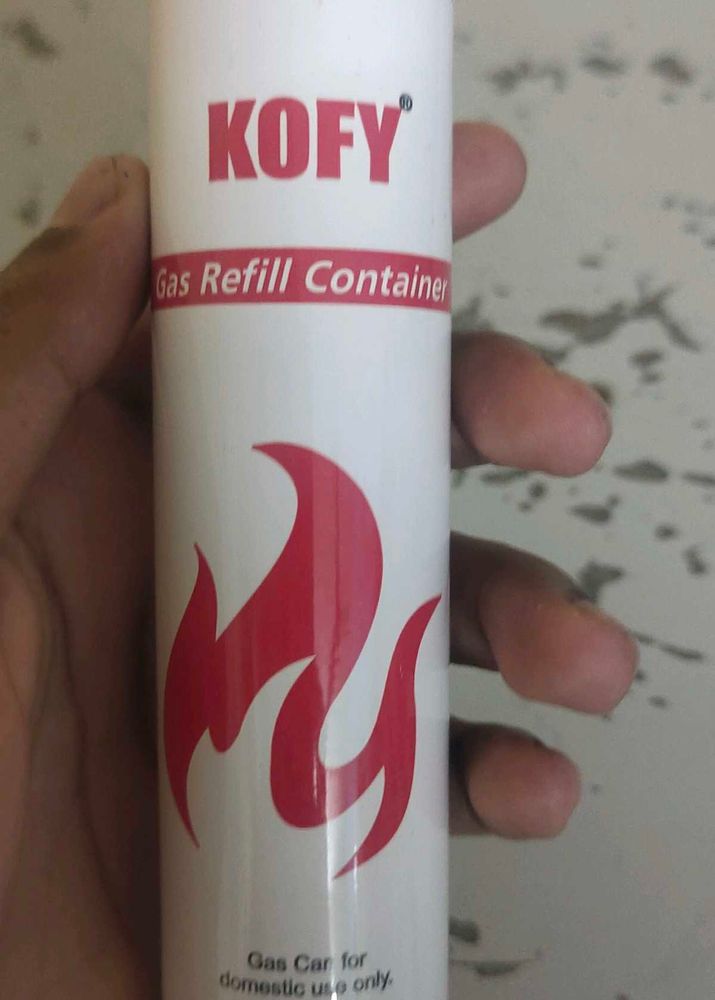 KOFY®
Gas Refill Container
Gas Can for
domestic use only.